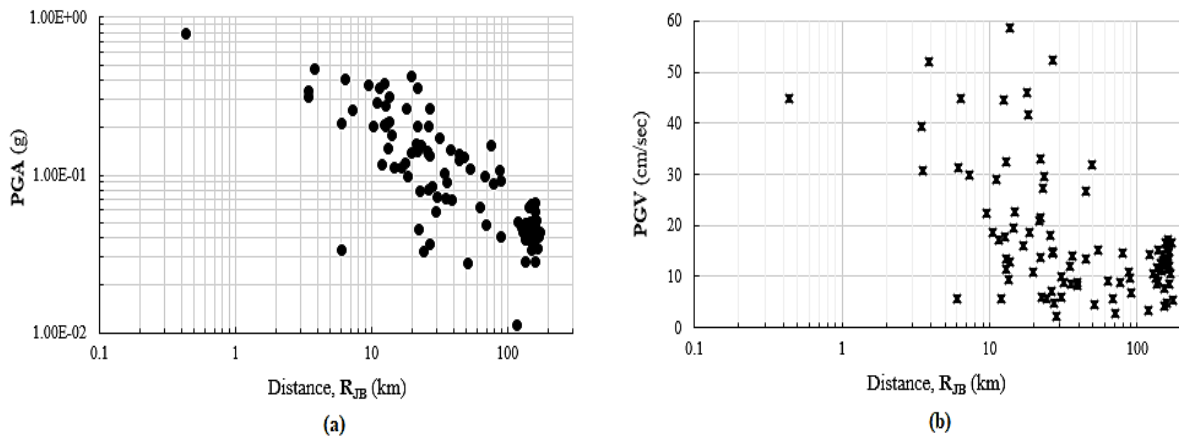 1.00E+00
1.00E-01
1.00E-02
PGA (g)
0.1 1 10 100
Distance, RJB (km)
(a)
60
50
40
30
20
10
0
PGV (cm/sec)
0.1 1 10 100
Distance, RJB (km)
(b)